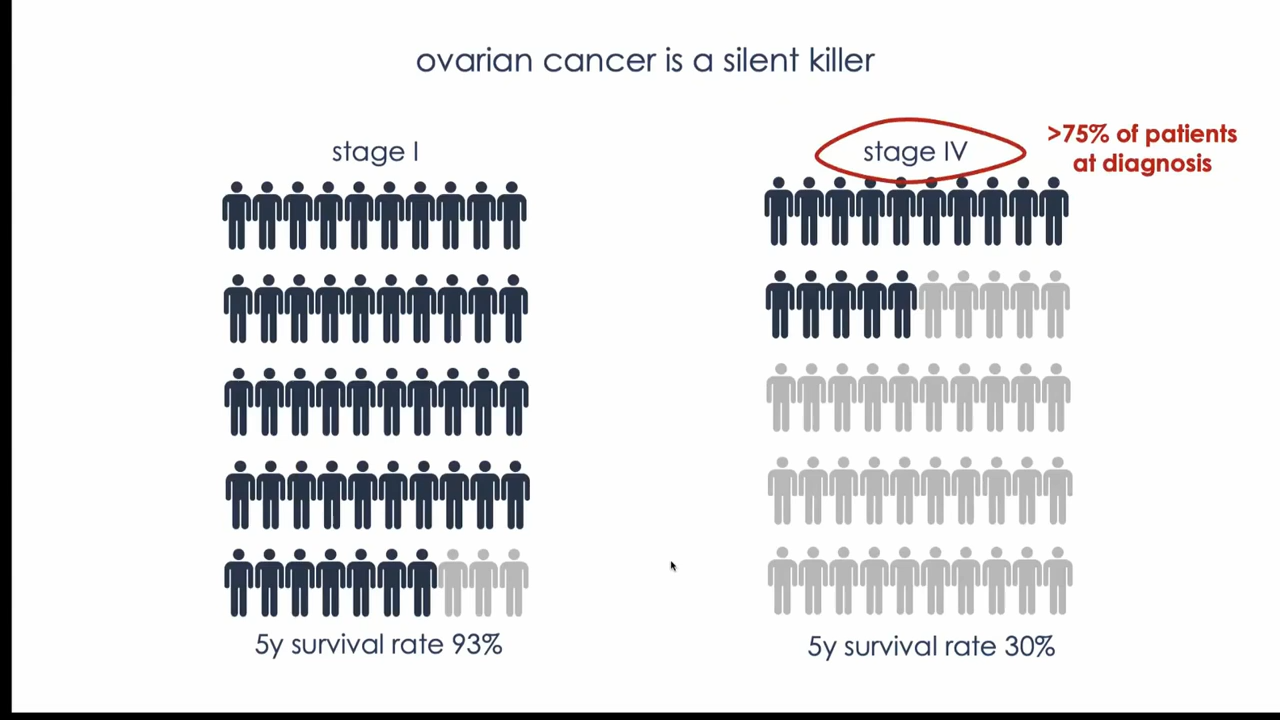 ovarian cancer is a silent killer
stage I
5y survival rate 93%
stage IV
>75% of patients
at diagnosis
5y survival rate 30%